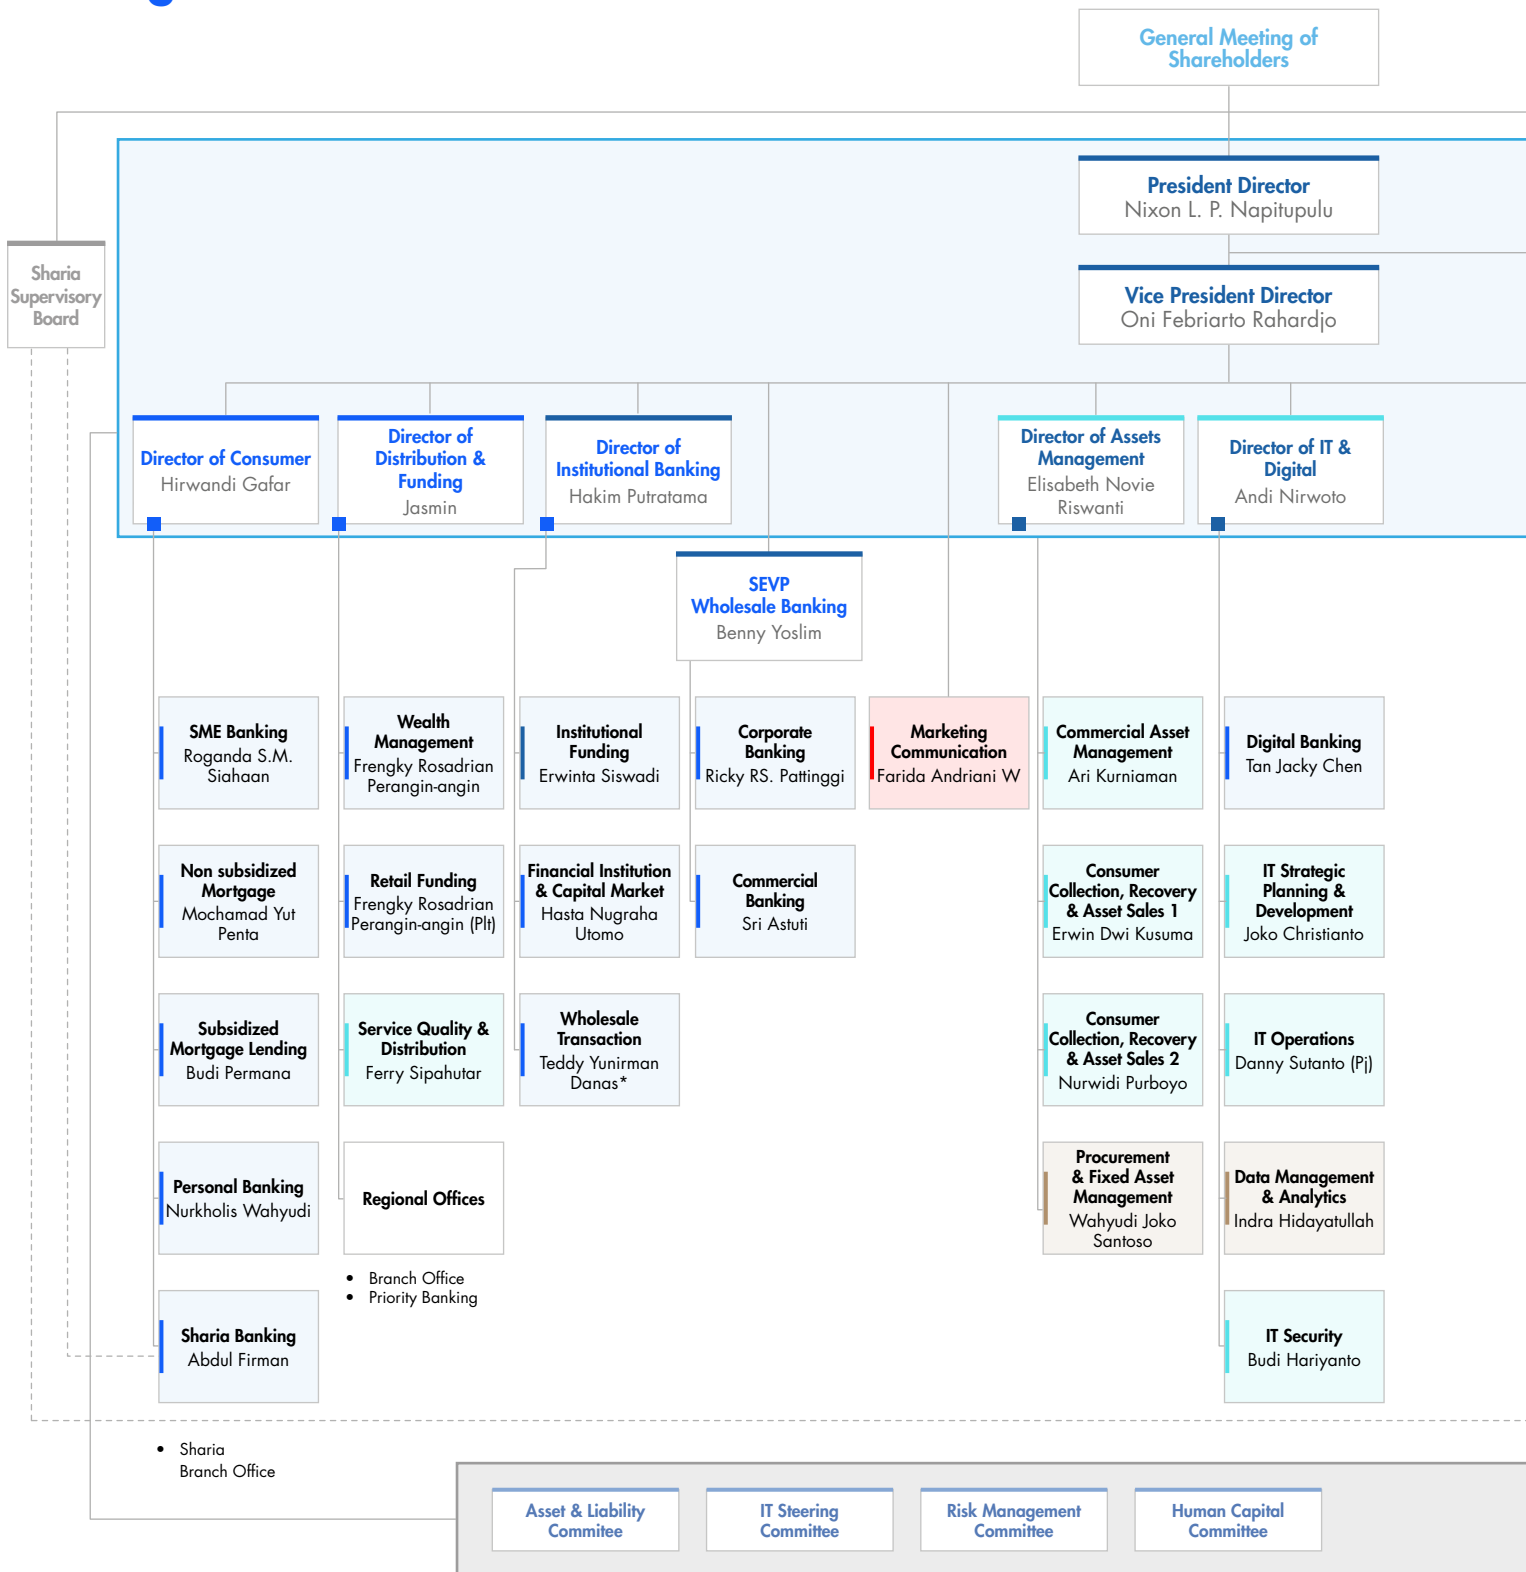 General Meeting of
Shareholders
President Director
Nixon L. P. Napitupulu
Sharia
Supervisory
Board
Vice President Director
Oni Febriarto Rahardjo
Director of Consumer
Hirwandi Gafar
Director of
Distribution &
Funding
Jasmin
Director of
Institutional Banking
Hakim Putratama
Director of Assets
Management
Elisabeth Novie
Riswanti
Director of IT &
Digital
Andi Nirwoto
SEVP
Wholesale Banking
Benny Yoslim
SME Banking
Roganda S.M.
Siahaan
Wealth
Management
Frengky Rosadrian
Perangin-angin
Institutional
Funding
Erwinta Siswadi
Corporate
Banking
Ricky RS. Pattinggi
Marketing
Communication
Farida Andriani W
Commercial Asset
Management
Ari Kurniaman
Digital Banking
Tan Jacky Chen
Non subsidized
Mortgage
Mochamad Yut
Penta
Retail Funding
Frengky Rosadrian
Perangin-angin (Plt)
Financial Institution
& Capital Market
Hasta Nugraha
Utomo
Commercial
Banking
Sri Astuti
Consumer
Collection, Recovery
& Asset Sales 1
Erwin Dwi Kusuma
IT Strategic
Planning &
Development
Joko Christianto
Subsidized
Mortgage Lending
Budi Permana
Service Quality &
Distribution
Ferry Sipahutar
Wholesale
Transaction
Teddy Yunirman
Danas*
Consumer
Collection, Recovery
& Asset Sales 2
Nurwidi Purboyo
IT Operations
Danny Sutanto (Pj)
Personal Banking
Nurkholis Wahyudi
Regional Offices
Procurement
& Fixed Asset
Management
Wahyudi Joko
Santoso
Data Management
& Analytics
Indra Hidayatullah
• Branch Office
• Priority Banking
Sharia Banking
Abdul Firman
IT Security
Budi Hariyanto
• Sharia
Branch Office
Asset & Liability
Commitee
IT Steering
Committee
Risk Management
Committee
Human Capital
Committee